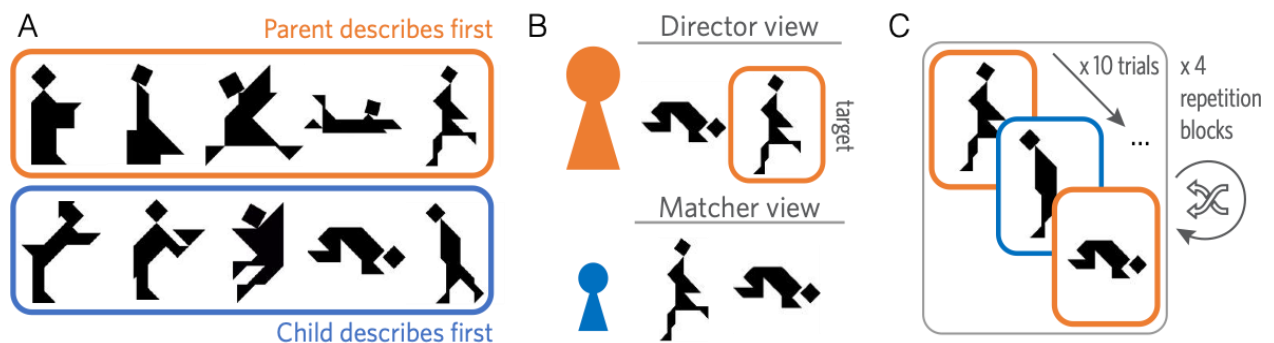 A
Parent describes first
Child describes first
B
Director view
target
Matcher view
C
x 10 trials
...
x 4
repetition
blocks